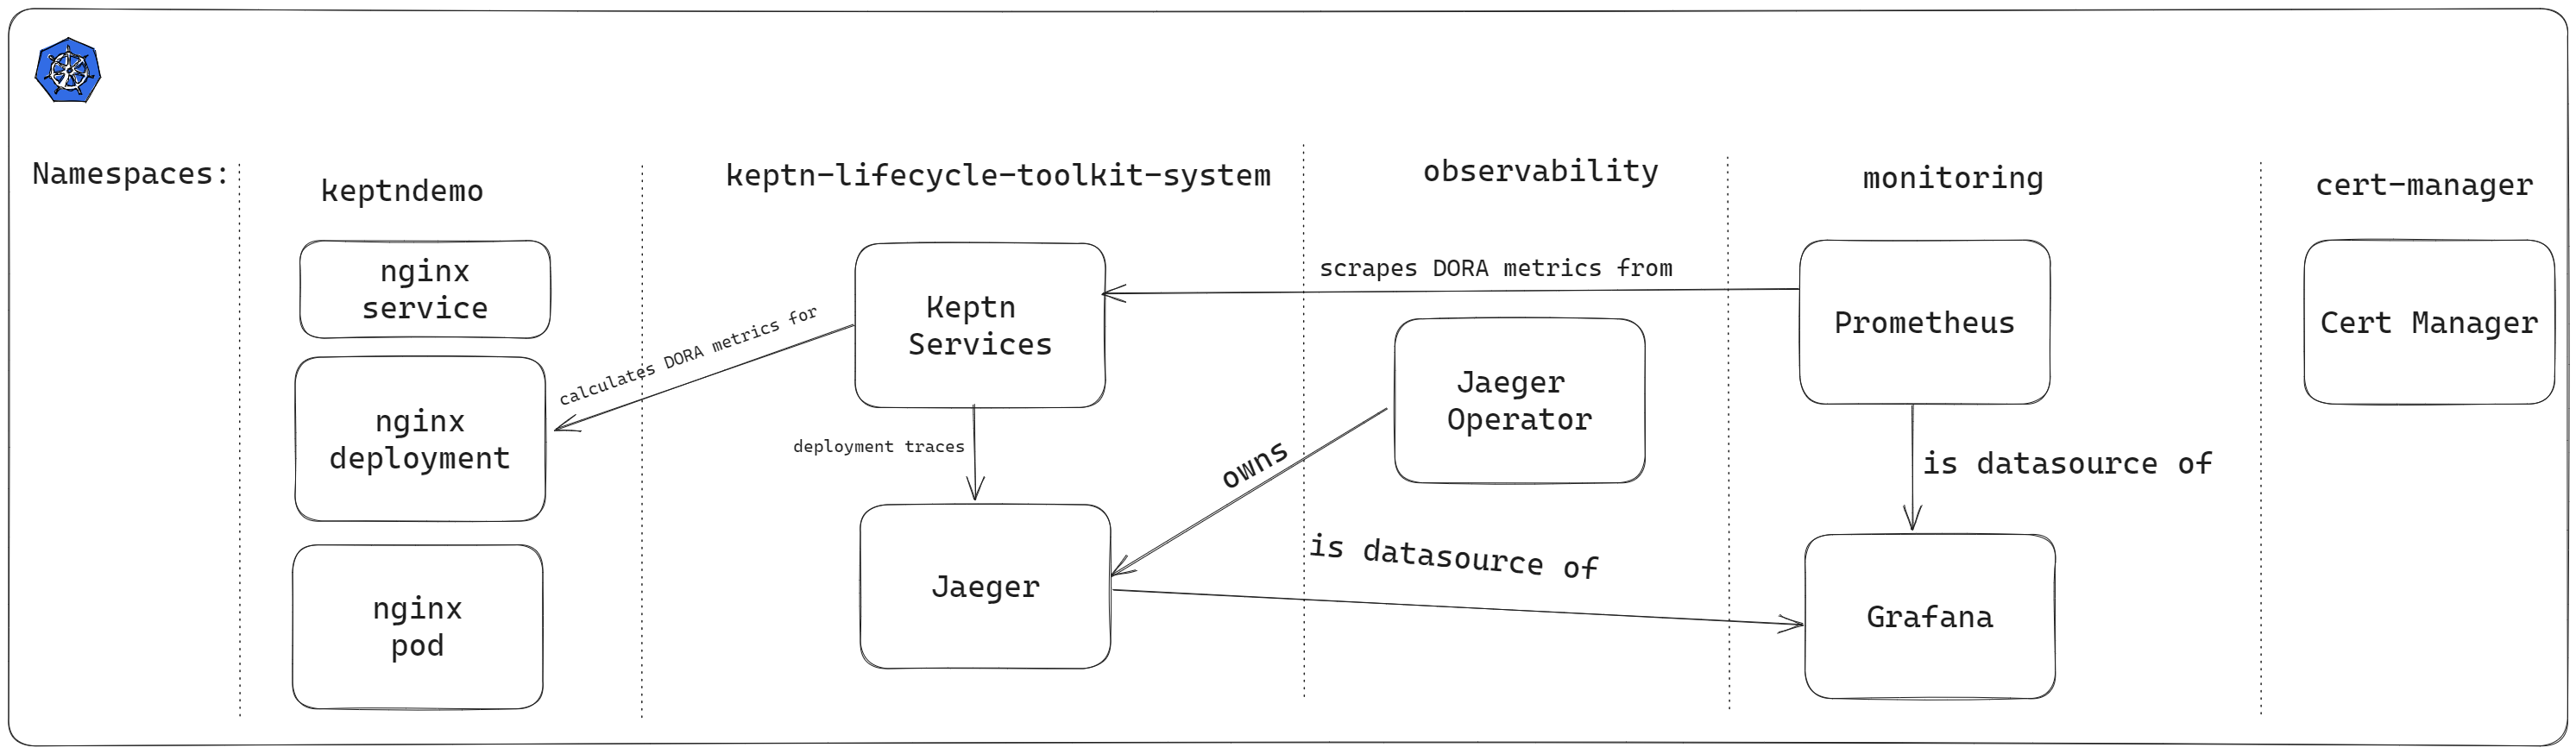 Namespaces:
keptndemo
keptn-lifecycle-toolkit-system
observability
monitoring
cert-manager
nginx
service
nginx
deployment
nginx
pod
calculates DORA metrics for
Keptn
Services
deployment traces
Jaeger
scrapes DORA metrics from
Jaeger
Operator
owns
is datasource of
Prometheus
is datasource of
Grafana
Cert Manager